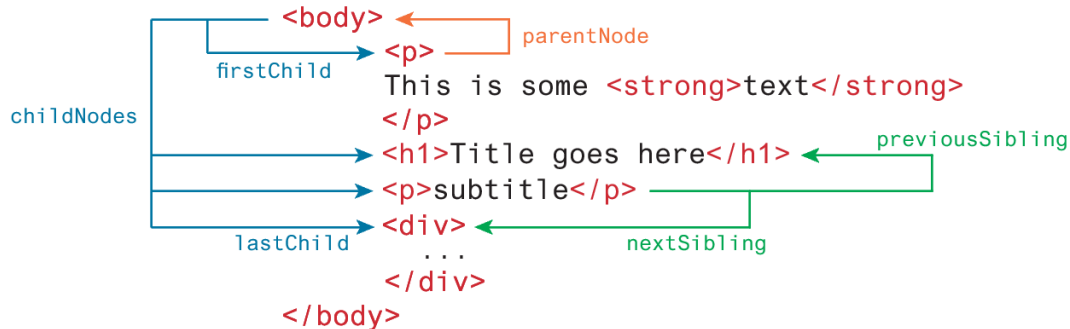 <body>
parentNode
<p>
firstChild
This is some <strong>text</strong>
childNodes
</p>
previousSibling
<h1>Title goes here</h1>
<p>subtitle</p>
<div>
lastChild
nextSibling
...
</div>
</body>